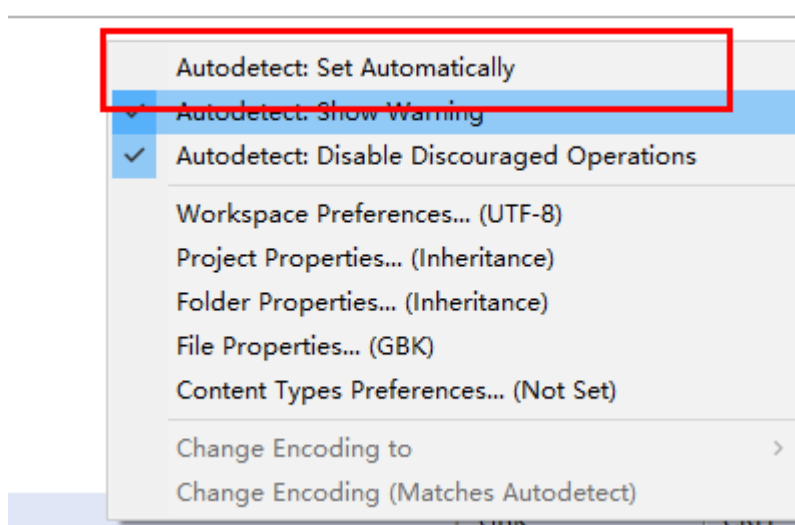 Autodetect: Set Automatically
Autodetect: Show Warning
Autodetect: Disable Discouraged Operations
Workspace Preferences... (UTF-8)
Project Properties... (Inheritance)
Folder Properties... (Inheritance)
File Properties... (GBK)
Content Types Preferences... (Not Set)
Change Encoding to
Change Encoding (Matches Autodetect)